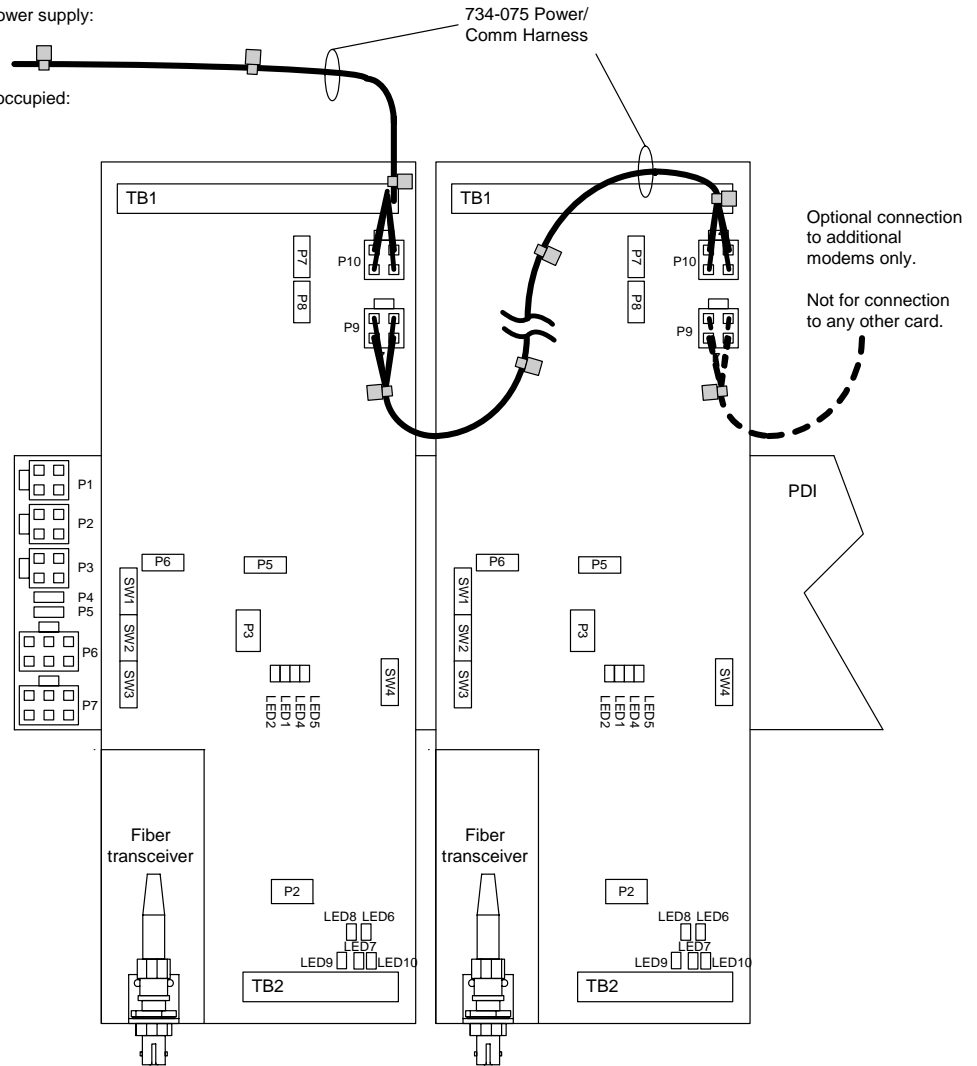 ower supply:
734-075 Power/
Comm Harness
occupied:
TB1
TB1
P7
P10
P8
P9
P7
P10
P8
P9
Optional connection
to additional
modems only.
Not for connection
to any other card.
PDI
P1
P2
P3
P4
P5
P6
P7
P6
P5
SW1
SW2
SW3
P3
SW4
LED2
LED1
LED4
LED5
P6
P5
SW1
SW2
SW3
P3
SW4
LED2
LED1
LED4
LED5
Fiber
transceiver
P2
LED8
LED6
LED7
LED9
LED10
TB2
Fiber
transceiver
P2
LED8
LED6
LED7
LED9
LED10
TB2